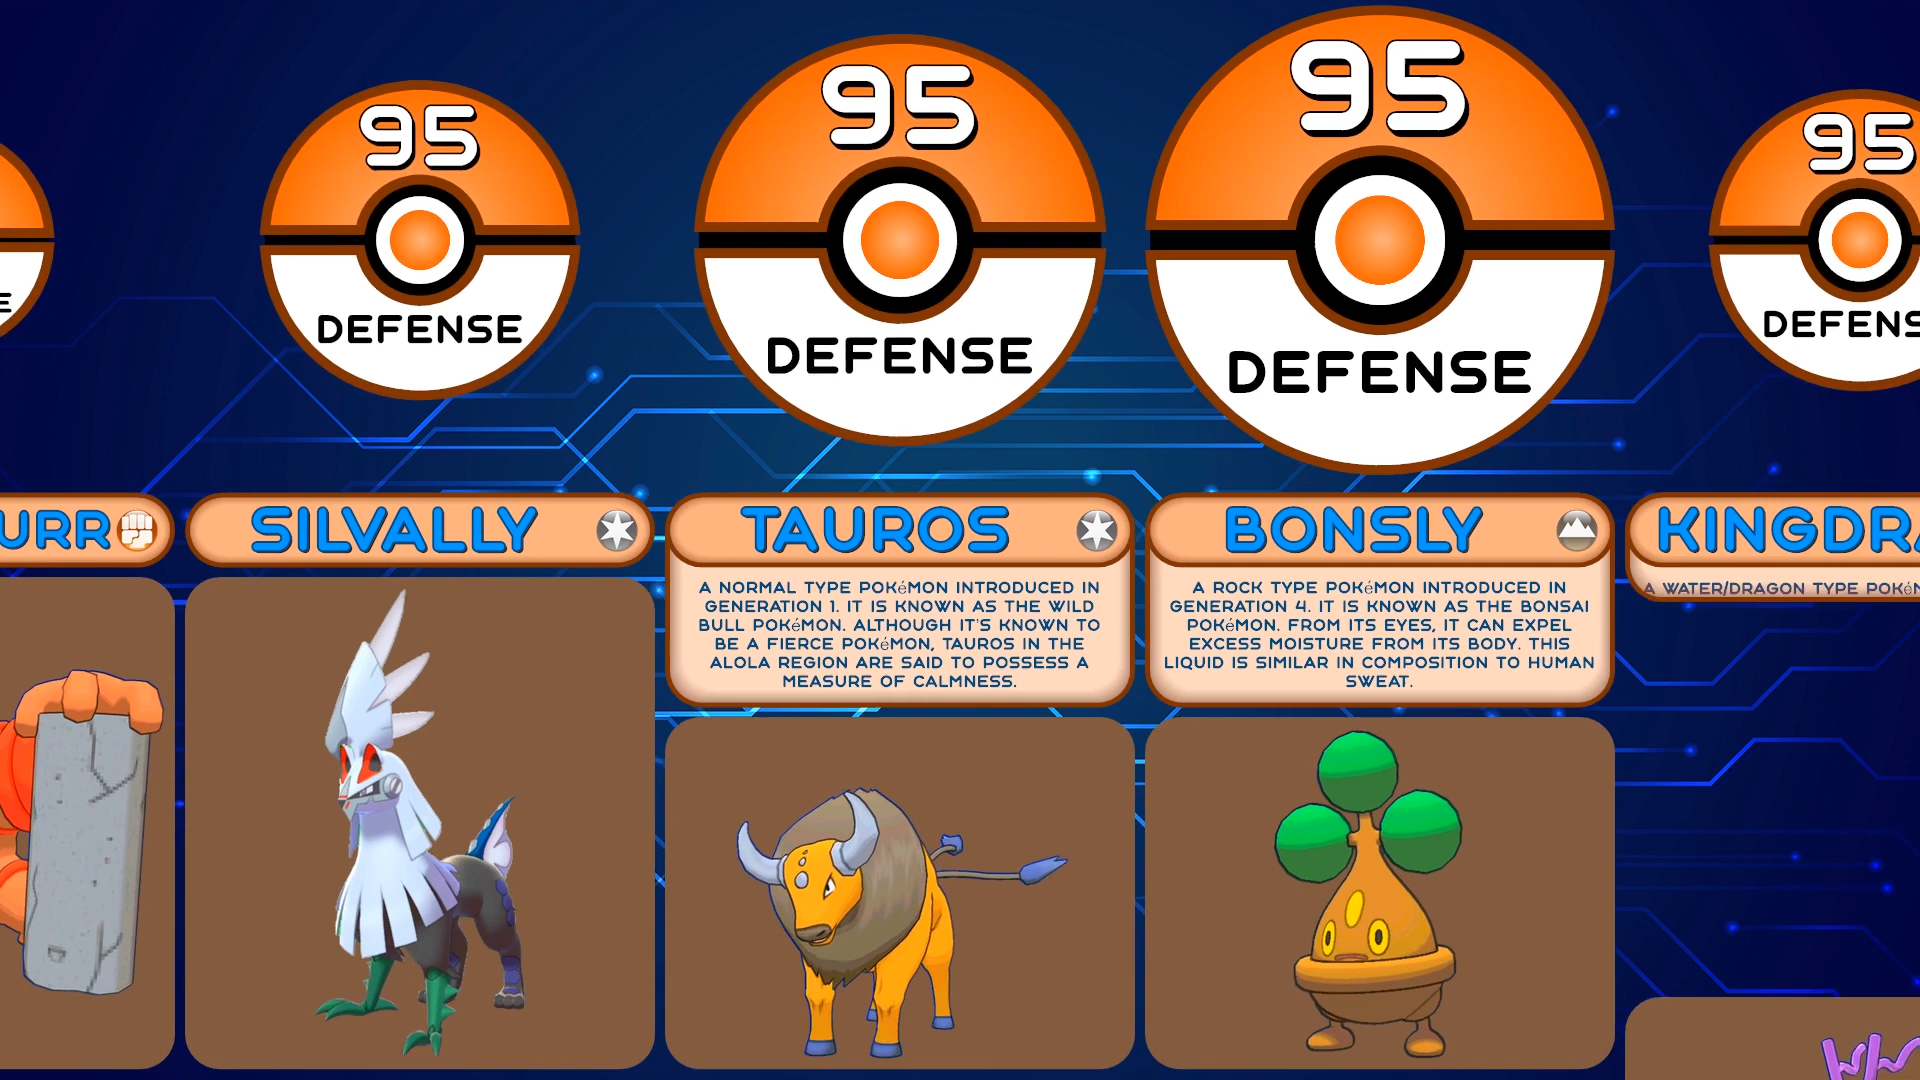 95
DEFENSE
95
DEFENSE
95
DEFENSE
95
DEFENS
URR
SILVALLY
TAUROS
A NORMAL TYPE POKéMON INTRODUCED IN
GENERATION 1. IT IS KNOWN AS THE WILD
BULL POKéMON. ALTHOUGH IT'S KNOWN TO
BE A FIERCE POKéMON, TAUROS IN THE
ALOLA REGION ARE SAID TO POSSESS A
MEASURE OF CALMNESS.
BONSLY
A ROCK TYPE POKéMON INTRODUCED IN
GENERATION 4. IT IS KNOWN AS THE BONSAI
POKéMON. FROM ITS EYES, IT CAN EXPEL
EXCESS MOISTURE FROM ITS BODY. THIS
LIQUID IS SIMILAR IN COMPOSITION TO HUMAN
SWEAT.
KINGDRA
A WATER/DRAGON TYPE POKéM